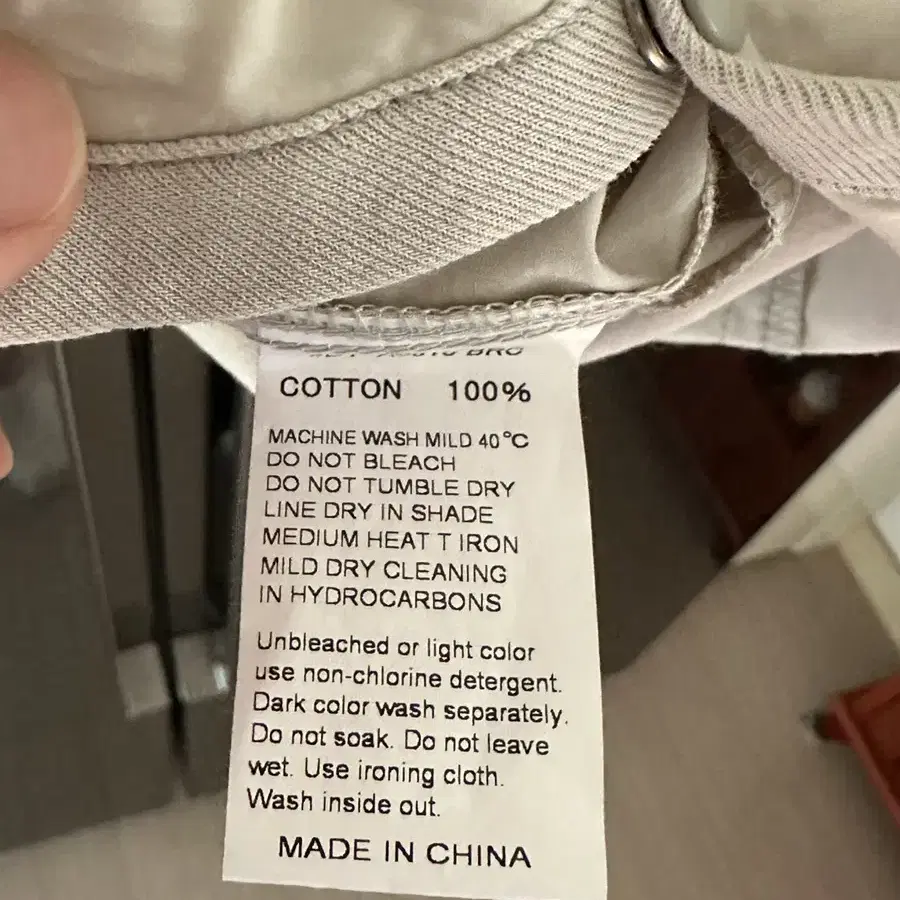 COTTON 100%
MACHINE WASH MILD 40°C
DO NOT BLEACH
DO NOT TUMBLE DRY
LINE DRY IN SHADE
MEDIUM HEAT T IRON
MILD DRY CLEANING
IN HYDROCARBONS
Unbleached or light color
use non-chlorine detergent.
Dark color wash separately.
Do not soak. Do not leave
wet. Use ironing cloth.
Wash inside out.
MADE IN CHINA